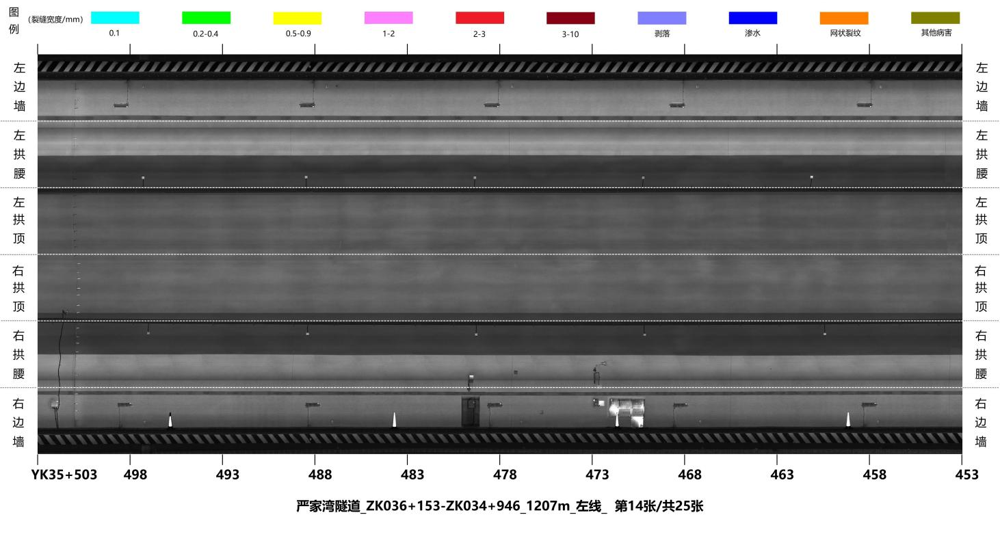 图例
(裂缝宽度/mm)
0.1
0.2-0.4
0.5-0.9
1-2
2-3
3-10
剥落
渗水
网状裂纹
其他病害
左边墙
左边墙
左拱腰
左拱腰
左拱顶
左拱顶
右拱顶
右拱顶
右拱腰
右拱腰
右边墙
右边墙
YK35+503 498 493 488 483 478 473 468 463 458 453
严家湾隧道_ZK036+153-ZK034+946_1207m_左线_ 第14张/共25张